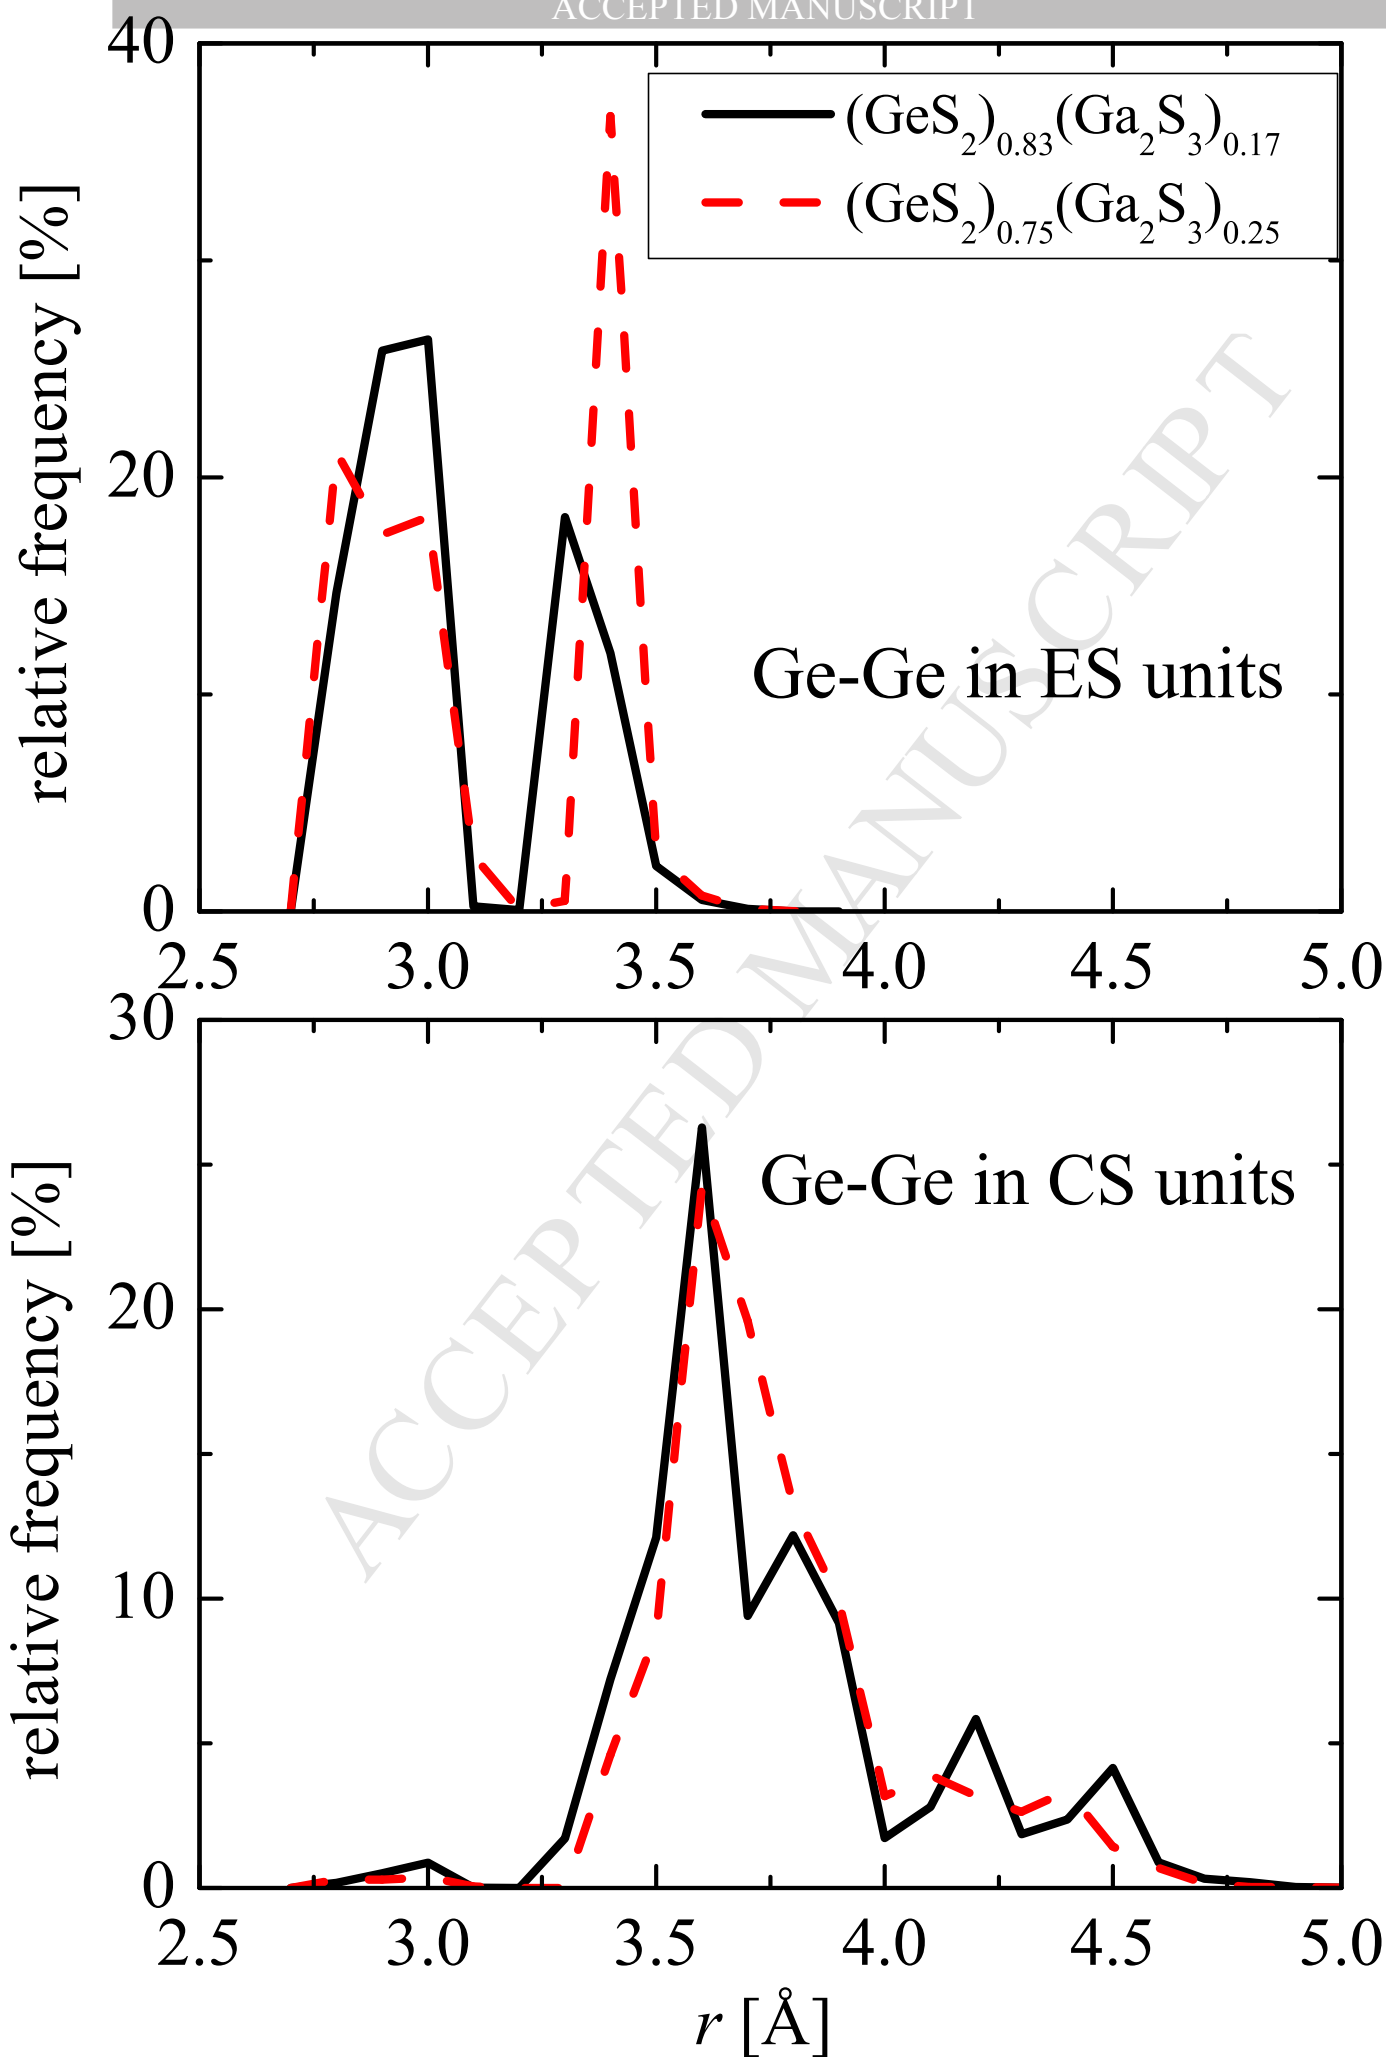 ACCEPTED MANUSCRIPT
40
(GeS2)0.83(Ga2S3)0.17
(GeS2)0.75(Ga2S3)0.25
relative frequency [%]
20
Ge-Ge in ES units
0
2.5 3.0 3.5 4.0 4.5 5.0
30
Ge-Ge in CS units
relative frequency [%]
20
10
0
2.5 3.0 3.5 4.0 4.5 5.0
r [Å]
ACCEPTED MANUSCRIPT